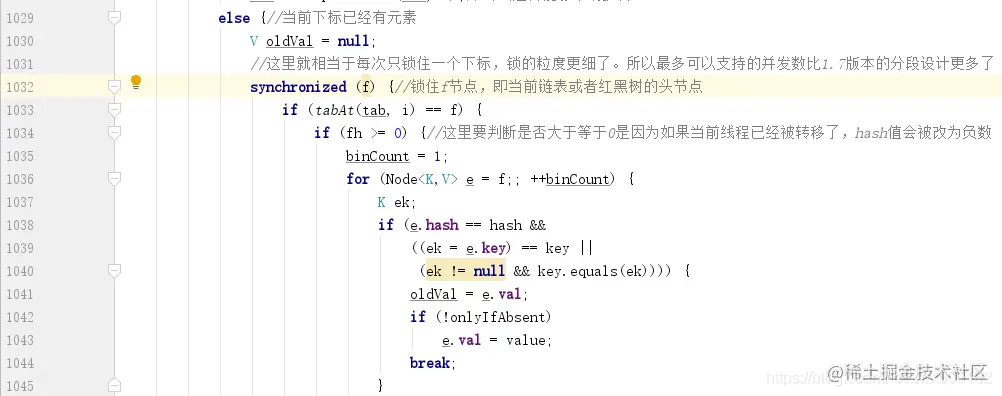 1029 else {//当前下标已经有元素
1030 V oldVal = null;
1031 //这里就相当于每次只锁住一个下标，锁的粒度更细了。所以最多可以支持的并发数比1.7版本的分段设计更多了
1032 synchronized (f) {//锁住f节点，即当前链表或者红黑树的头节点
1033 if (tabAt(tab, i) == f) {
1034 if (fh >= 0) {//这里要判断是否大于等于0是因为如果当前线程已经被转移了，hash值会被改为负数
1035 binCount = 1;
1036 for (Node<K,V> e = f;; ++binCount) {
1037 K ek;
1038 if (e.hash == hash &&
1039 ((ek = e.key) == key ||
1040 (ek != null && key.equals(ek)))) {
1041 oldVal = e.val;
1042 if (!onlyIfAbsent)
1043 e.val = value;
1044 break;
1045 }
@稀土掘金技术社区